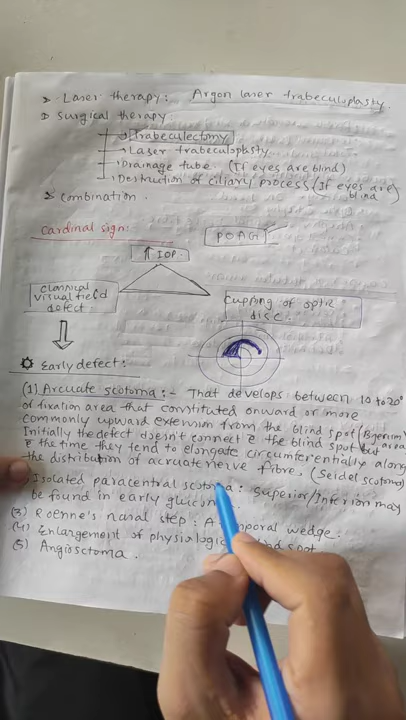 > Laser therapy: Argon laser trabeculoplasty.
> Surgical therapy:
→ Trabeculectomy
→ Laser trabeculoplasty
→ Drainage tube. (If eyes are blind)
→ Destruction of ciliary process/(If eyes are) blind
> Combination.
Cardinal sign:
POAG
↑ IOP.
Classical visual field defect
Cupping of optic disc.
Early defect:
(1) Arcuate scotoma:- That develops between 10 to 20°
of fixation area that constituted onward or more
commonly upward extension from the blind spot (Bjerrum)
Initially the defect doesn't connect c̄ the blind spot but area
c̄ the time, they tend to elongate circumferentially along
the distribution of acruate nerve fibre. (Seidel scotoma)
Isolated paracentral scotoma: superior/Inferior may
be found in early
(3) Roenne's nasal step: A wedge.
(4) Enlargement of physiologic spot
(5) Angioscotoma.